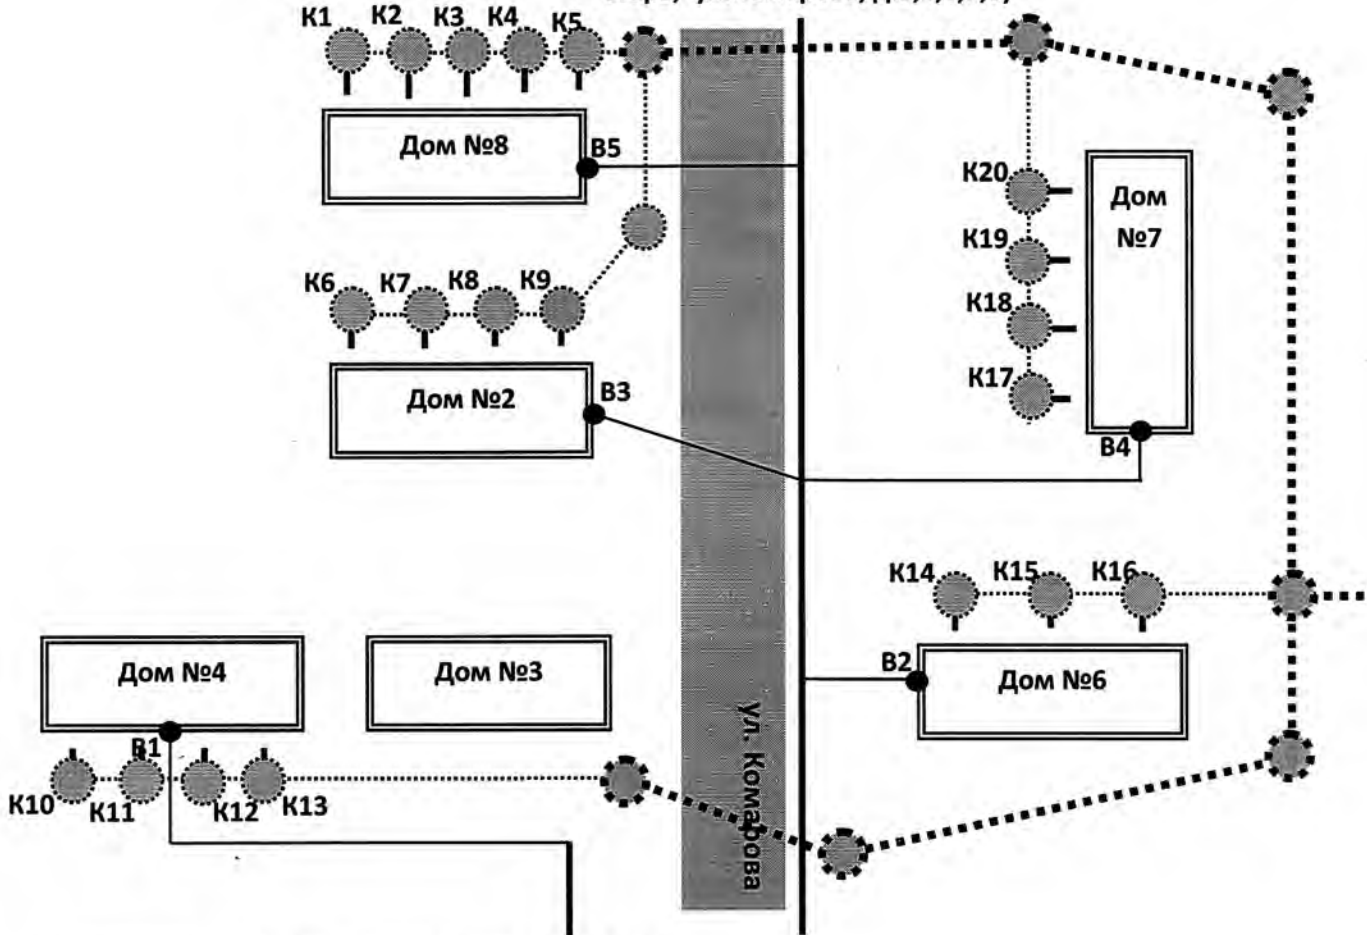 К1 К2 К3 К4 К5
Дом №8
В5
К20
Дом
№7
К19
К6 К7 К8 К9
К18
К17
Дом №2
В3
В4
К14 К15 К16
Дом №4
Дом №3
В2
Дом №6
ул. Комарова
В1
К10 К11 К12 К13